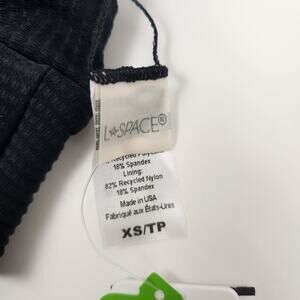 L★SPACE®
% Recycled Polyester
18% Spandex
Lining:
82% Recycled Nylon
18% Spandex
Made in USA
Fabriqué aux États-Unis
XS/TP